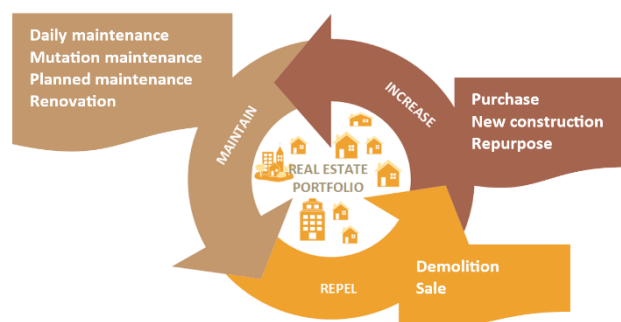 Daily maintenance
Mutation maintenance
Planned maintenance
Renovation
MAINTAIN
INCREASE
Purchase
New construction
Repurpose
REAL ESTATE
PORTFOLIO
Demolition
Sale
REPEL